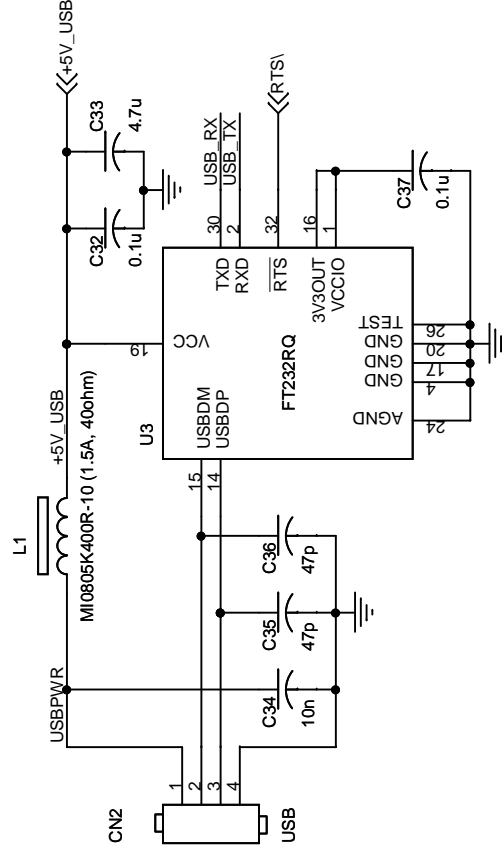 L1
MI0805K400R-10 (1.5A, 40ohm)
USBPWR
+5V_USB
+5V_USB
C32
0.1u
C33
4.7u
CN2
USB
1
2
3
4
C34
10n
C35
47p
C36
47p
U3
FT232RQ
19
VCC
15
USBDM
14
USBDP
TXD
30
USB_RX
RXD
2
USB_TX
RTS
32
RTS\
3V3OUT
16
VCCIO
1
C37
0.1u
AGND
GND
GND
GND
TEST
24
4
17
20
26